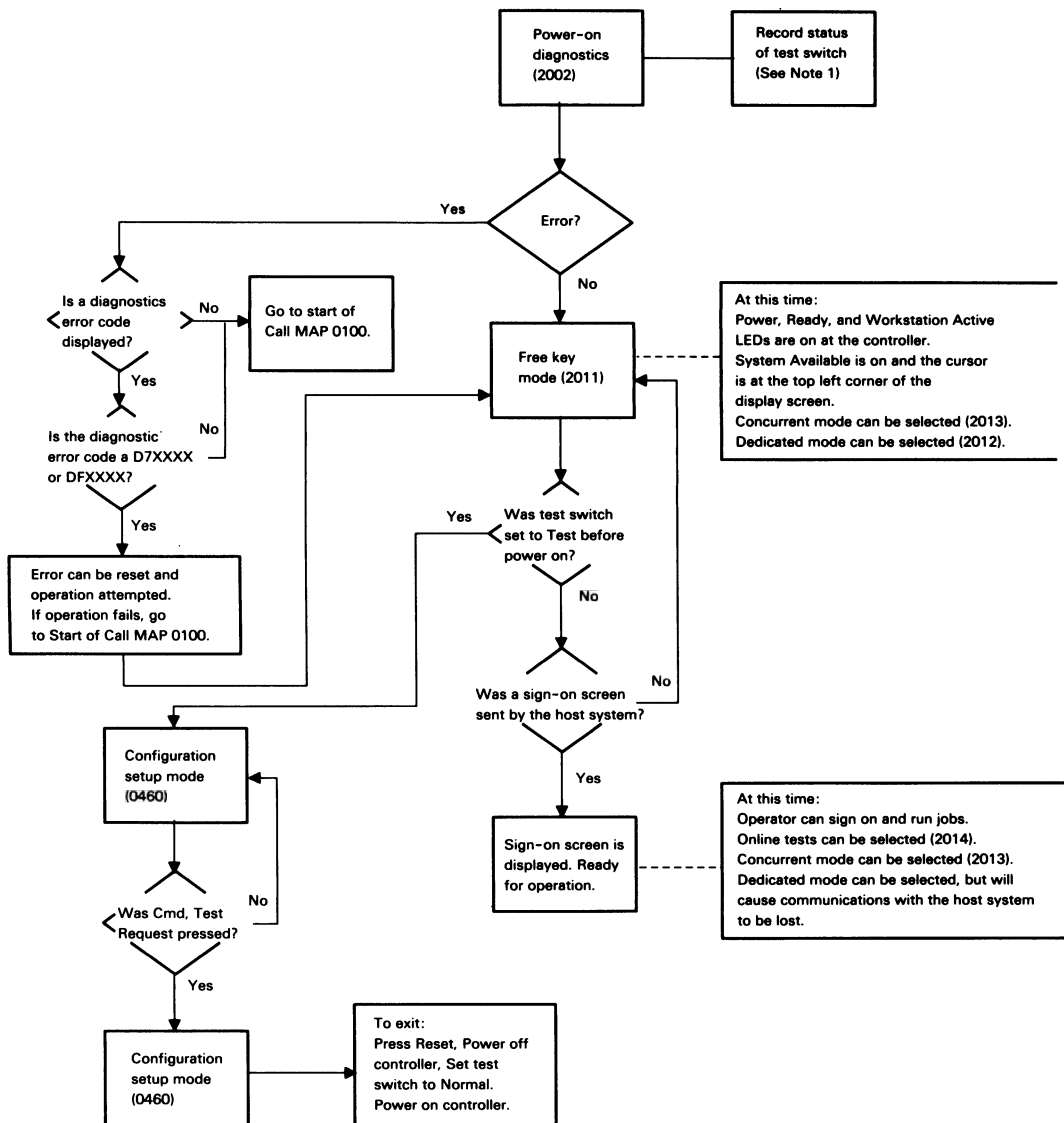 Power-on
diagnostics
(2002)
Record status
of test switch
(See Note 1)
Yes
Error?
No
Is a diagnostics
error code
displayed?
No
Go to start of
Call MAP 0100.
Yes
Is the diagnostic
error code a D7XXXX
or DFXXXX?
No
Yes
Error can be reset and
operation attempted.
If operation fails, go
to Start of Call MAP 0100.
Free key
mode (2011)
At this time:
Power, Ready, and Workstation Active
LEDs are on at the controller.
System Available is on and the cursor
is at the top left corner of the
display screen.
Concurrent mode can be selected (2013).
Dedicated mode can be selected (2012).
Yes
Was test switch
set to Test before
power on?
No
Was a sign-on screen
sent by the host system?
No
Yes
Sign-on screen is
displayed. Ready
for operation.
At this time:
Operator can sign on and run jobs.
Online tests can be selected (2014).
Concurrent mode can be selected (2013).
Dedicated mode can be selected, but will
cause communications with the host system
to be lost.
Configuration
setup mode
(0460)
Was Cmd, Test
Request pressed?
No
Yes
Configuration
setup mode
(0460)
To exit:
Press Reset, Power off
controller, Set test
switch to Normal.
Power on controller.